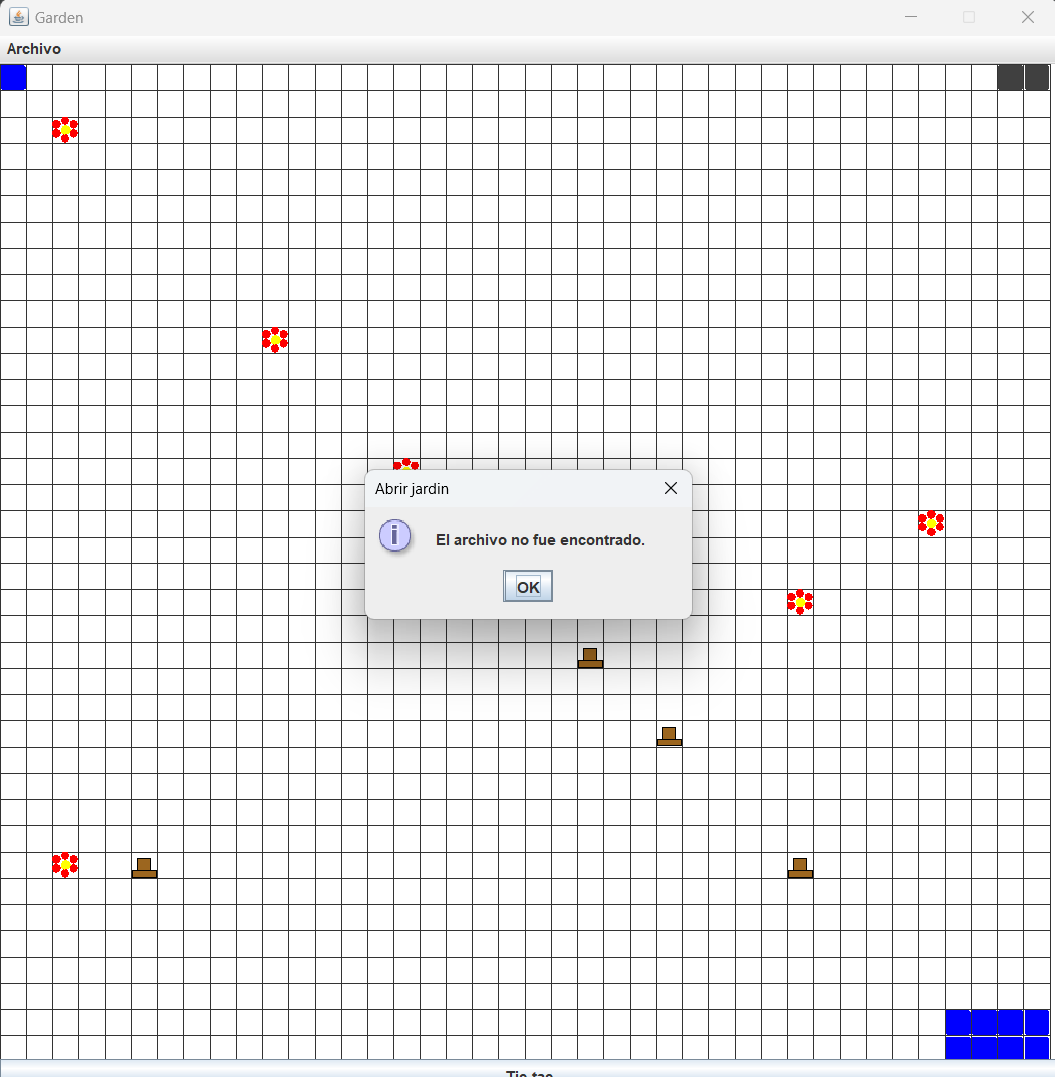 Garden
Archivo
Abrir jardin
El archivo no fue encontrado.
OK